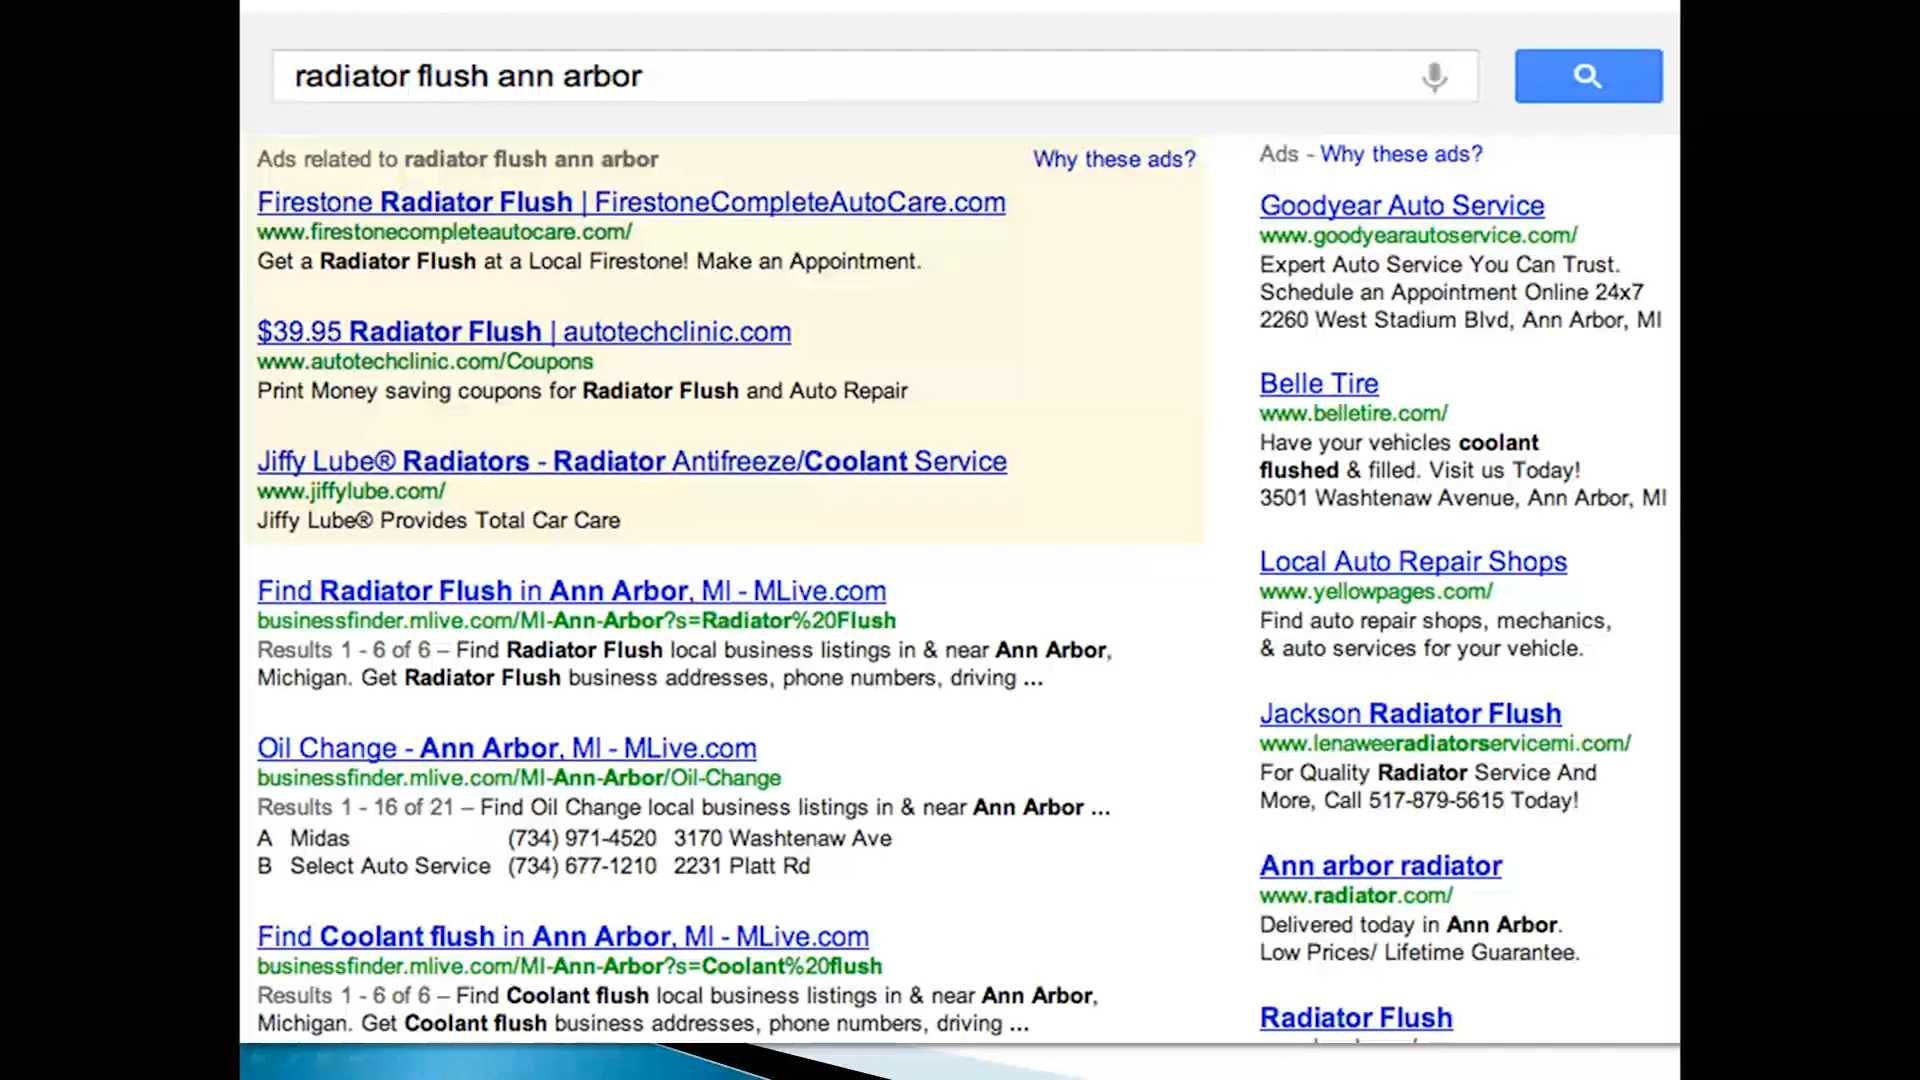 radiator flush ann arbor
Ads related to radiator flush ann arbor
Why these ads?
Firestone Radiator Flush | FirestoneCompleteAutoCare.com
www.firestonecompleteautocare.com/
Get a Radiator Flush at a Local Firestone! Make an Appointment.
$39.95 Radiator Flush | autotechclinic.com
www.autotechclinic.com/Coupons
Print Money saving coupons for Radiator Flush and Auto Repair
Jiffy Lube® Radiators - Radiator Antifreeze/Coolant Service
www.jiffylube.com/
Jiffy Lube® Provides Total Car Care
Find Radiator Flush in Ann Arbor, MI - MLive.com
businessfinder.mlive.com/MI-Ann-Arbor?s=Radiator%20Flush
Results 1 - 6 of 6 – Find Radiator Flush local business listings in & near Ann Arbor,
Michigan. Get Radiator Flush business addresses, phone numbers, driving ...
Oil Change - Ann Arbor, MI - MLive.com
businessfinder.mlive.com/MI-Ann-Arbor/Oil-Change
Results 1 - 16 of 21 – Find Oil Change local business listings in & near Ann Arbor ...
A Midas (734) 971-4520 3170 Washtenaw Ave
B Select Auto Service (734) 677-1210 2231 Platt Rd
Find Coolant flush in Ann Arbor, MI - MLive.com
businessfinder.mlive.com/MI-Ann-Arbor?s=Coolant%20flush
Results 1 - 6 of 6 – Find Coolant flush local business listings in & near Ann Arbor,
Michigan. Get Coolant flush business addresses, phone numbers, driving ...
Ads - Why these ads?
Goodyear Auto Service
www.goodyearautoservice.com/
Expert Auto Service You Can Trust.
Schedule an Appointment Online 24x7
2260 West Stadium Blvd, Ann Arbor, MI
Belle Tire
www.belletire.com/
Have your vehicles coolant
flushed & filled. Visit us Today!
3501 Washtenaw Avenue, Ann Arbor, MI
Local Auto Repair Shops
www.yellowpages.com/
Find auto repair shops, mechanics,
& auto services for your vehicle.
Jackson Radiator Flush
www.lenaweeradiatorservicemi.com/
For Quality Radiator Service And
More, Call 517-879-5615 Today!
Ann arbor radiator
www.radiator.com/
Delivered today in Ann Arbor.
Low Prices/ Lifetime Guarantee.
Radiator Flush